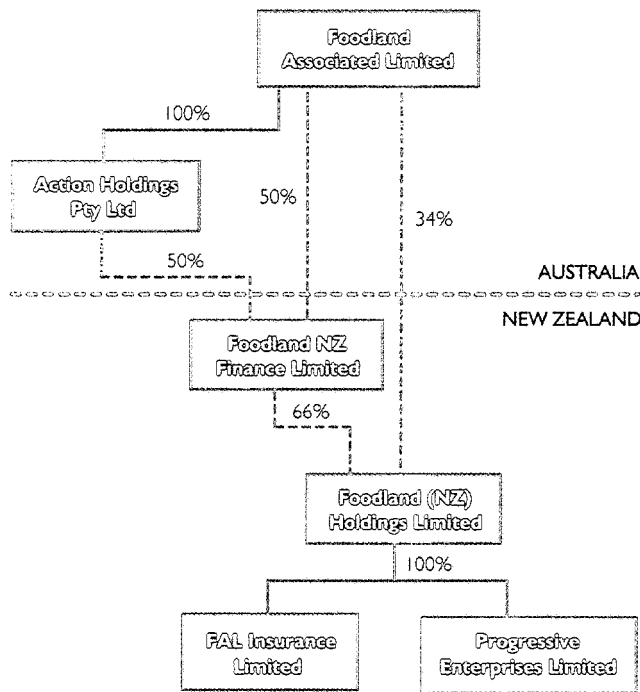 Foodland
Associated Limited
100%
Action Holdings
Pty Ltd
50%
34%
50%
AUSTRALIA
NEW ZEALAND
Foodland NZ
Finance Limited
66%
Foodland (NZ)
Holdings Limited
100%
FAL Insurance
Limited
Progressive
Enterprises Limited